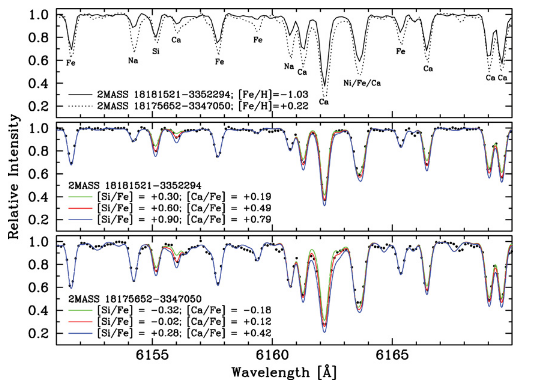 1.0
0.8
0.6
0.4
0.2
Fe
Na
Si
Ca
Fe
Fe
Na
Ca
Ca
Ni/Fe/Ca
Fe
Ca
Ca
Ca
2MASS 18181521−3352294; [Fe/H]=−1.03
2MASS 18175652−3347050; [Fe/H]=+0.22
Relative Intensity
1.0
0.8
0.6
0.4
0.2
2MASS 18181521−3352294
[Si/Fe] = +0.30; [Ca/Fe] = +0.19
[Si/Fe] = +0.60; [Ca/Fe] = +0.49
[Si/Fe] = +0.90; [Ca/Fe] = +0.79
1.0
0.8
0.6
0.4
0.2
2MASS 18175652−3347050
[Si/Fe] = −0.32; [Ca/Fe] = −0.18
[Si/Fe] = −0.02; [Ca/Fe] = +0.12
[Si/Fe] = +0.28; [Ca/Fe] = +0.42
6155 6160 6165
Wavelength [Å]